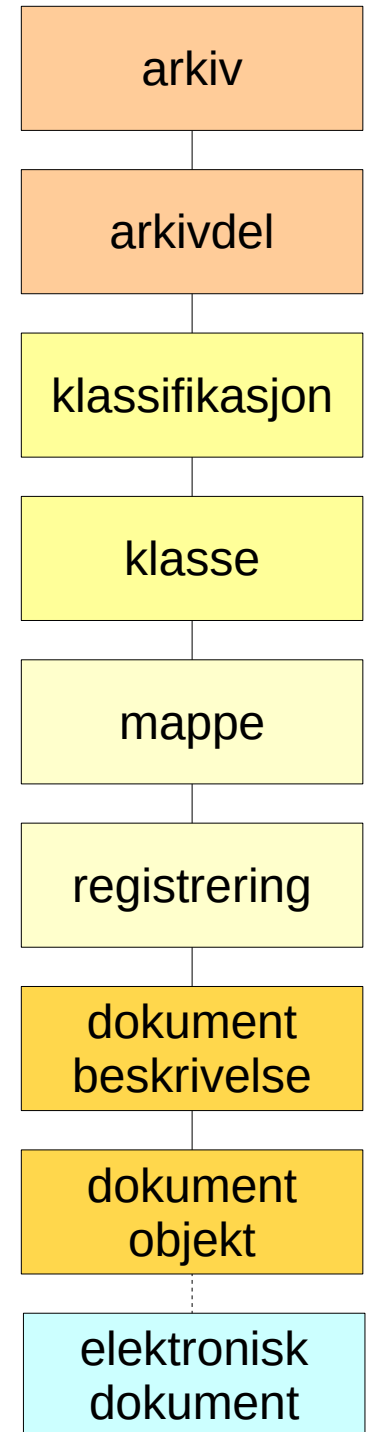 arkiv
arkivdel
klassifikasjon
klasse
mappe
registrering
dokument
beskrivelse
dokument
objekt
elektronisk
dokument